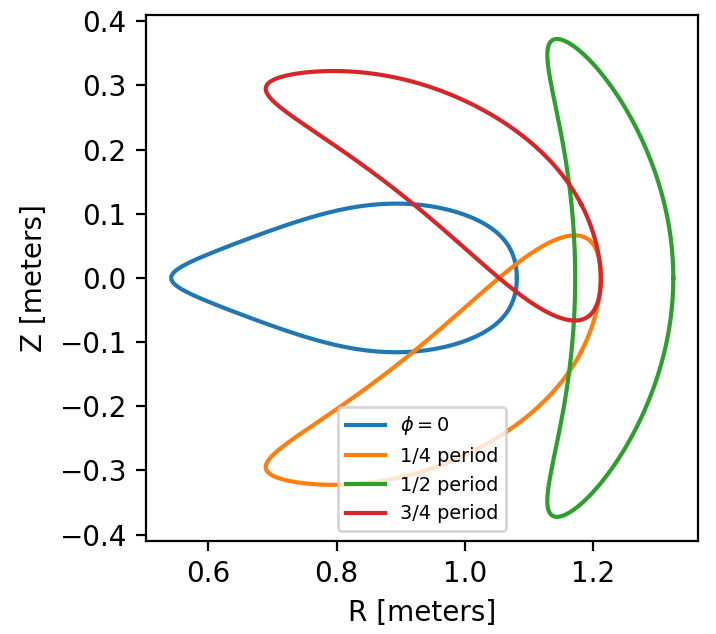 0.4
0.3
0.2
0.1
0.0
−0.1
−0.2
−0.3
−0.4
Z [meters]
ϕ = 0
1/4 period
1/2 period
3/4 period
0.6 0.8 1.0 1.2
R [meters]